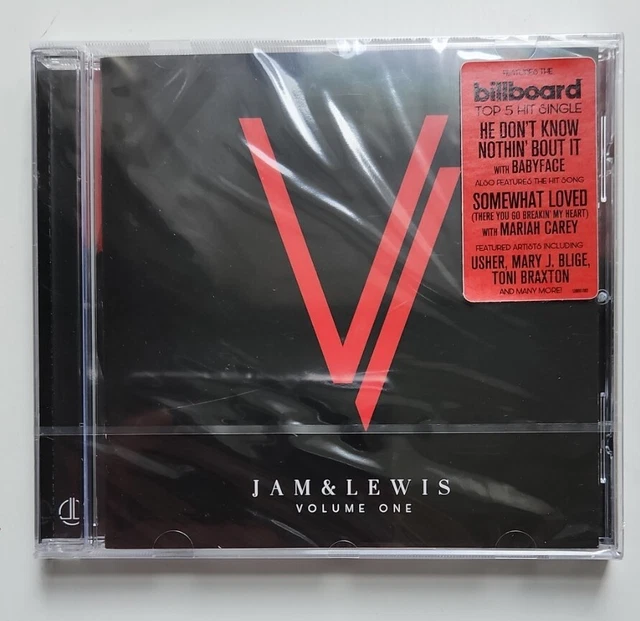 FEATURES THE
billboard
TOP 5 HIT SINGLE
HE DON'T KNOW
NOTHIN' BOUT IT
WITH BABYFACE
ALSO FEATURES THE HIT SONG
SOMEWHAT LOVED
(THERE YOU GO BREAKIN' MY HEART)
WITH MARIAH CAREY
FEATURED ARTISTS INCLUDING
USHER, MARY J. BLIGE,
TONI BRAXTON
AND MANY MORE!
JAM & LEWIS
VOLUME ONE